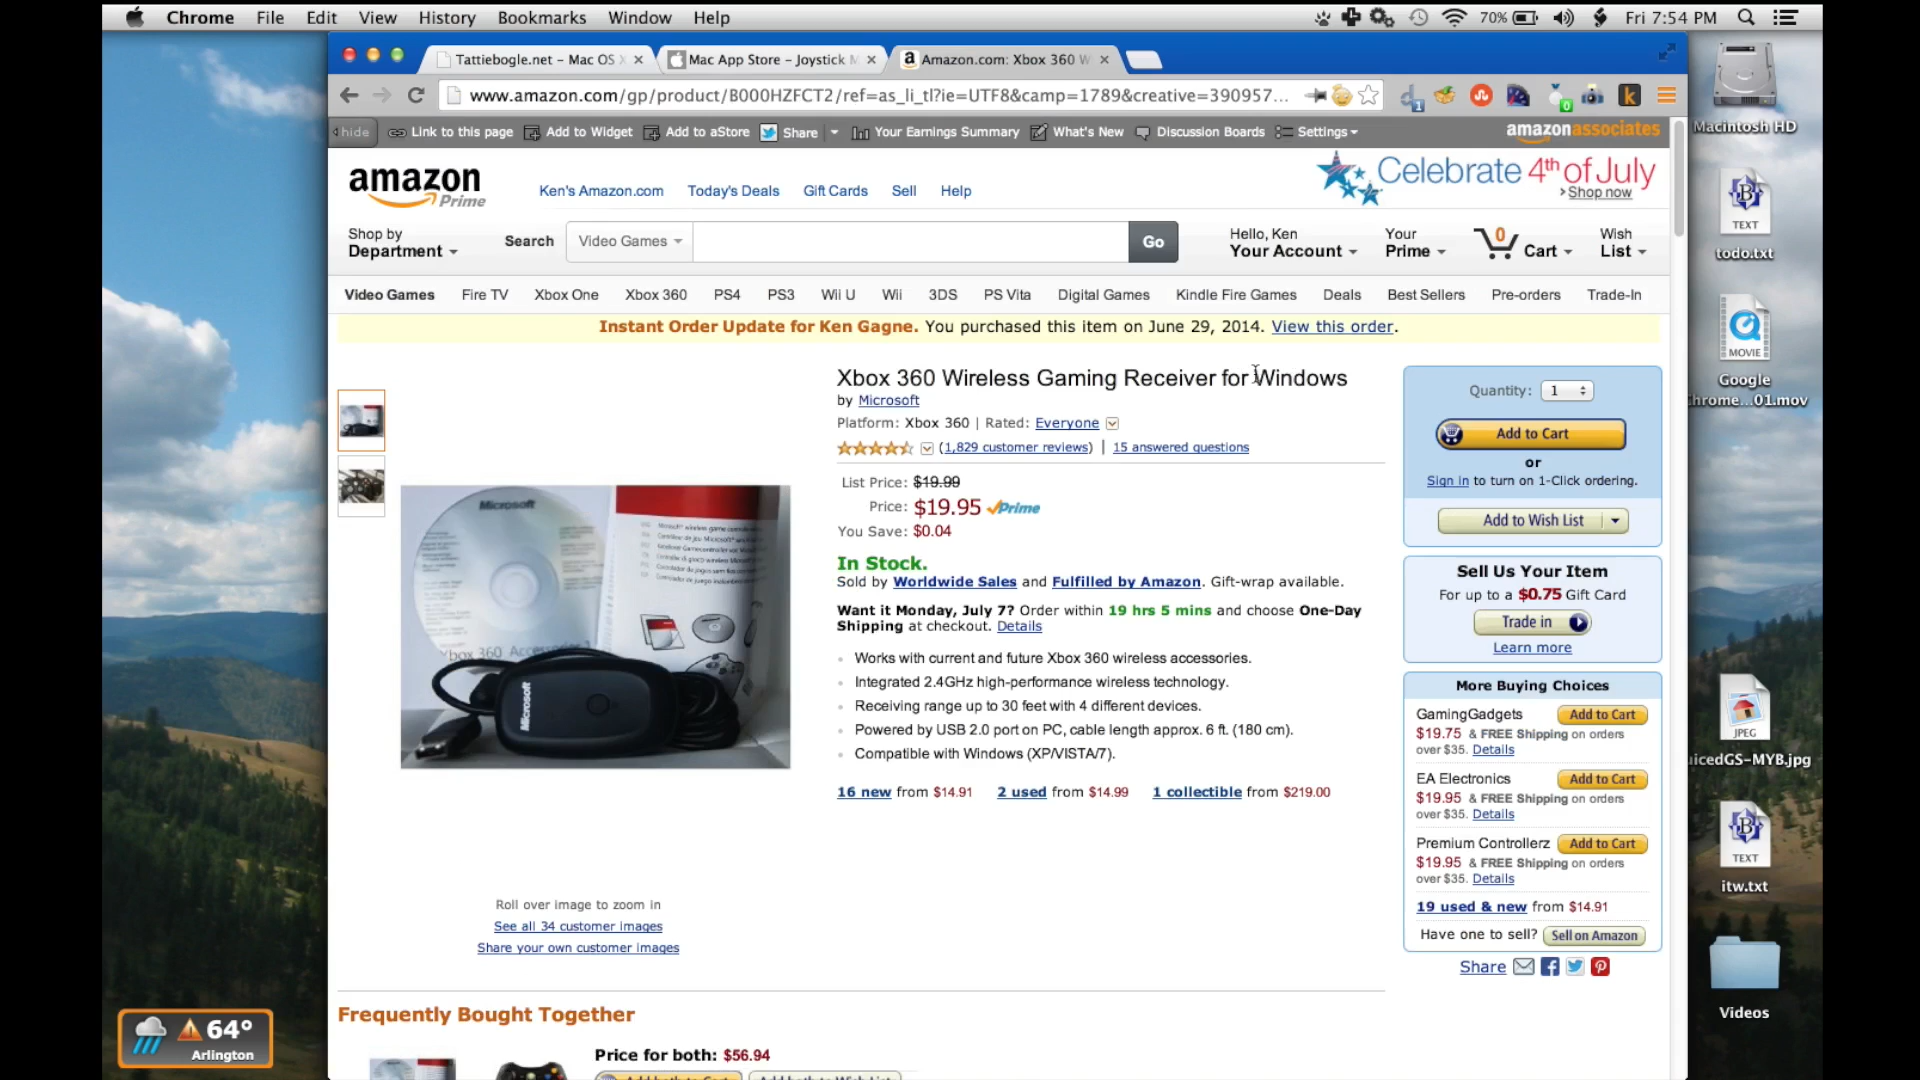 Chrome File Edit View History Bookmarks Window Help
70% Fri 7:54 PM
Tattiebogle.net – Mac OS X
Mac App Store – Joystick M
Amazon.com: Xbox 360 W
www.amazon.com/gp/product/B000HZFCT2/ref=as_li_tl?ie=UTF8&camp=1789&creative=390957...
hide Link to this page Add to Widget Add to aStore Share Your Earnings Summary What's New Discussion Boards Settings amazonassociates
amazon Prime
Ken's Amazon.com Today's Deals Gift Cards Sell Help
Celebrate 4th of July
Shop now
Shop by Department
Search Video Games Go
Hello, Ken
Your Account
Your Prime
0 Cart
Wish List
Video Games Fire TV Xbox One Xbox 360 PS4 PS3 Wii U Wii 3DS PS Vita Digital Games Kindle Fire Games Deals Best Sellers Pre-orders Trade-In
Instant Order Update for Ken Gagne. You purchased this item on June 29, 2014. View this order.
Xbox 360 Wireless Gaming Receiver for Windows
by Microsoft
Platform: Xbox 360 | Rated: Everyone
(1,829 customer reviews) | 15 answered questions
List Price: $19.99
Price: $19.95 Prime
You Save: $0.04
In Stock.
Sold by Worldwide Sales and Fulfilled by Amazon. Gift-wrap available.
Want it Monday, July 7? Order within 19 hrs 5 mins and choose One-Day
Shipping at checkout. Details
Works with current and future Xbox 360 wireless accessories.
Integrated 2.4GHz high-performance wireless technology.
Receiving range up to 30 feet with 4 different devices.
Powered by USB 2.0 port on PC, cable length approx. 6 ft. (180 cm).
Compatible with Windows (XP/VISTA/7).
16 new from $14.91 2 used from $14.99 1 collectible from $219.00
Microsoft
Xbox 360
Microsoft
Roll over image to zoom in
See all 34 customer images
Share your own customer images
Quantity: 1
Add to Cart
or
Sign in to turn on 1-Click ordering.
Add to Wish List
Sell Us Your Item
For up to a $0.75 Gift Card
Trade in
Learn more
More Buying Choices
GamingGadgets Add to Cart
$19.75 & FREE Shipping on orders
over $35. Details
EA Electronics Add to Cart
$19.95 & FREE Shipping on orders
over $35. Details
Premium Controllerz Add to Cart
$19.95 & FREE Shipping on orders
over $35. Details
19 used & new from $14.91
Have one to sell? Sell on Amazon
Share
Frequently Bought Together
Price for both: $56.94
Add both to Cart Add both to Wish List
Macintosh HD
TEXT
todo.txt
MOVIE
Google
hrome...01.mov
JPEG
uicedGS-MYB.jpg
TEXT
itw.txt
Videos
64°
Arlington